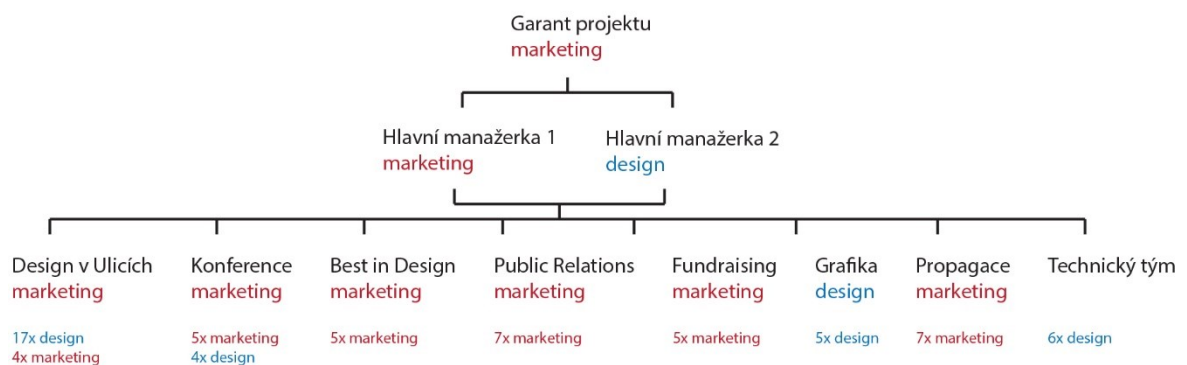 Garant projektu
marketing
Hlavní manažerka 1
marketing
Hlavní manažerka 2
design
Design v Ulicích
marketing
17x design
4x marketing
Konference
marketing
5x marketing
4x design
Best in Design
marketing
5x marketing
Public Relations
marketing
7x marketing
Fundraising
marketing
5x marketing
Grafika
design
5x design
Propagace
marketing
7x marketing
Technický tým
6x design